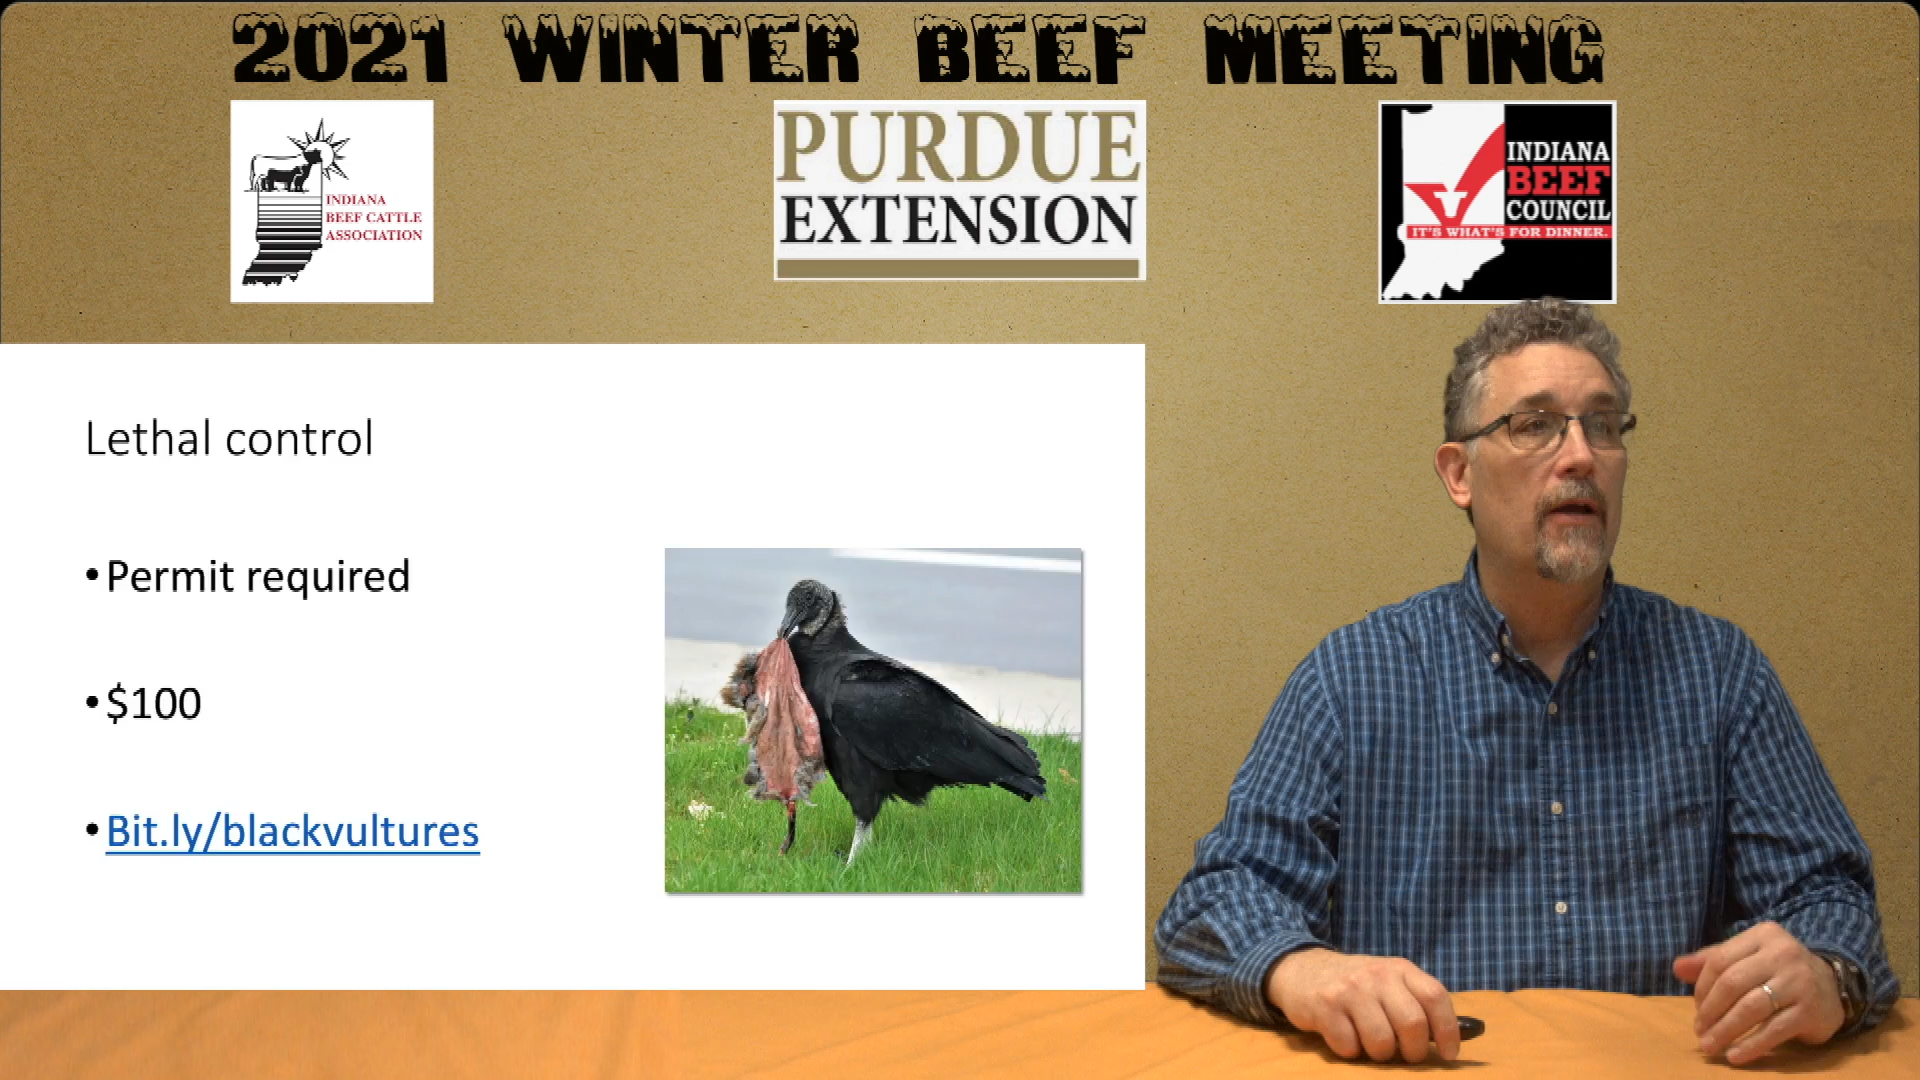 2021 WINTER BEEF MEETING
INDIANA
BEEF CATTLE
ASSOCIATION
PURDUE
EXTENSION
INDIANA
BEEF
COUNCIL
IT'S WHAT'S FOR DINNER.
Lethal control
•Permit required
•$100
•Bit.ly/blackvultures